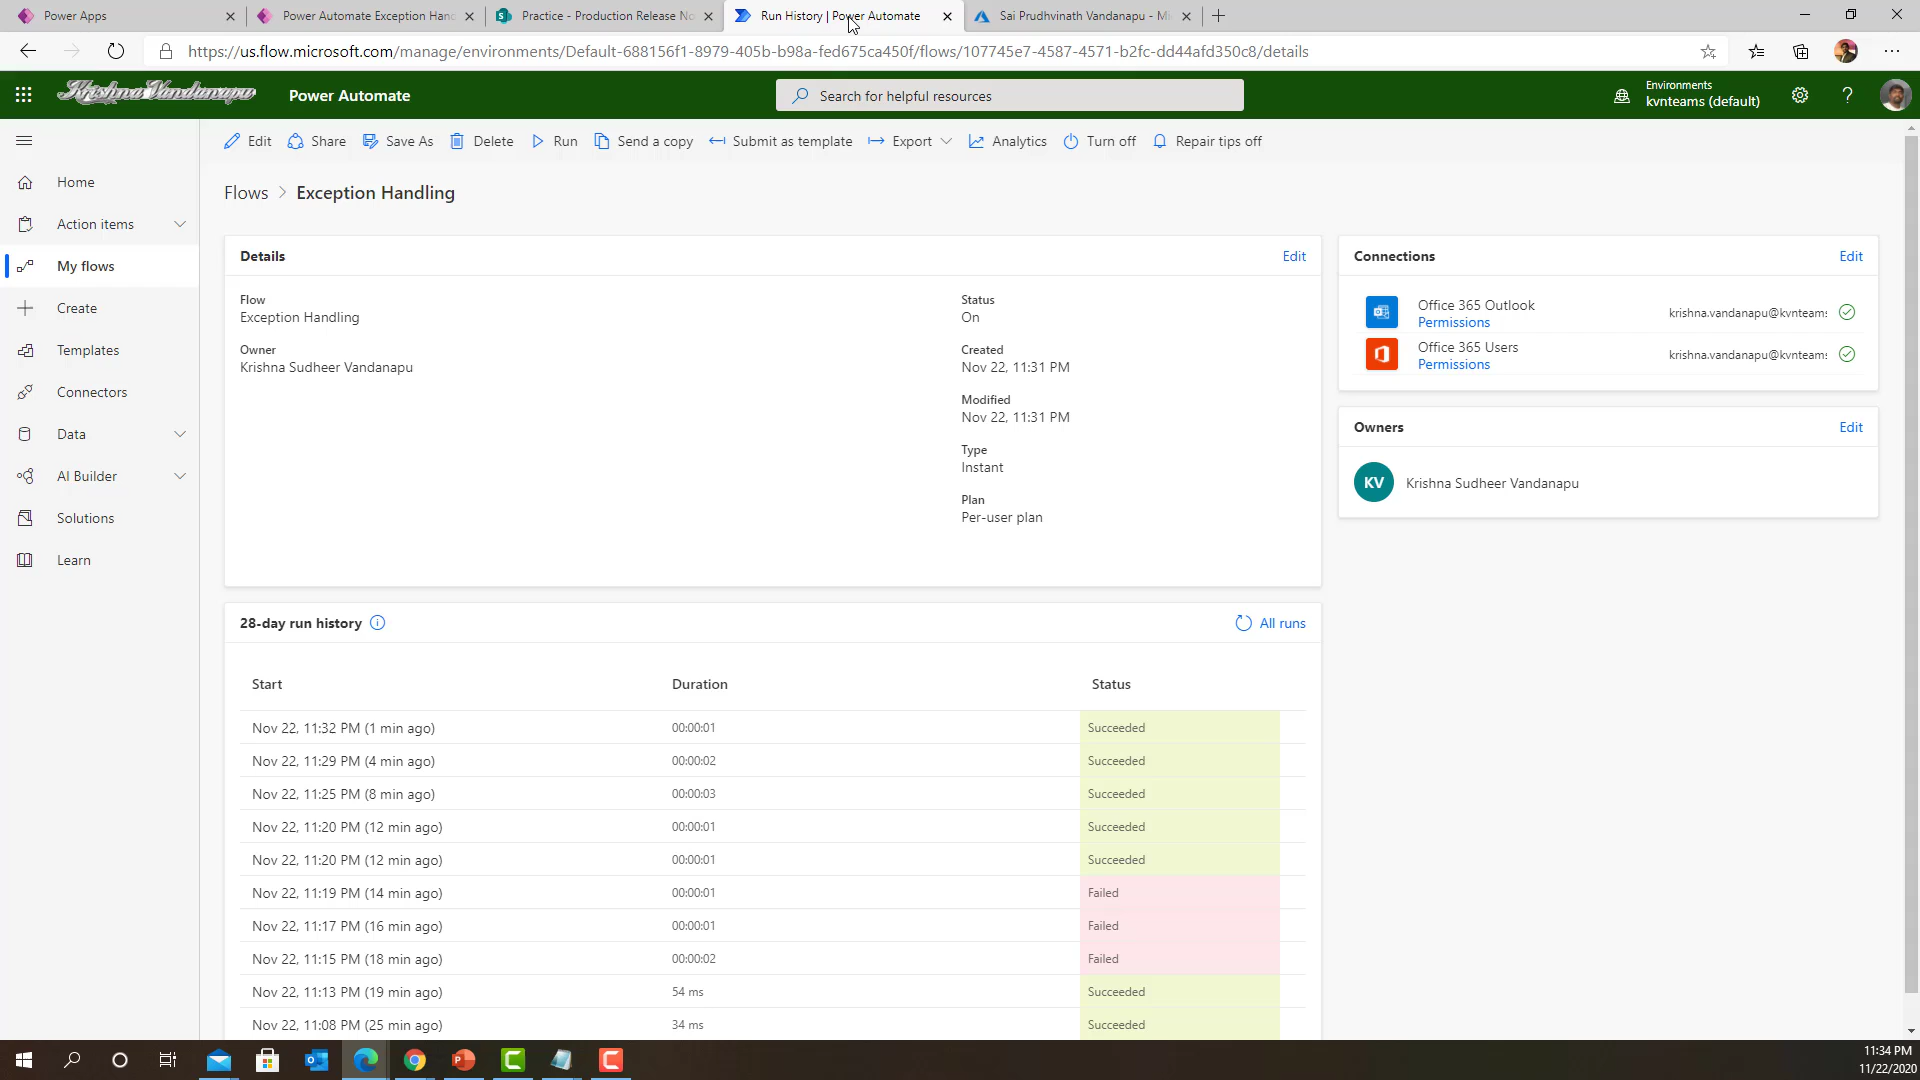 Power Apps
Power Automate Exception Hand
Practice - Production Release No
Run History | Power Automate
Sai Prudhvinath Vandanapu - Mi
https://us.flow.microsoft.com/manage/environments/Default-688156f1-8979-405b-b98a-fed675ca450f/flows/107745e7-4587-4571-b2fc-dd44afd350c8/details
Krishna Vandanapu
Power Automate
Search for helpful resources
Environments
kvnteams (default)
Edit Share Save As Delete Run Send a copy Submit as template Export Analytics Turn off Repair tips off
Home
Action items
My flows
Create
Templates
Connectors
Data
AI Builder
Solutions
Learn
Flows > Exception Handling
Details Edit
Flow
Exception Handling
Owner
Krishna Sudheer Vandanapu
Status
On
Created
Nov 22, 11:31 PM
Modified
Nov 22, 11:31 PM
Type
Instant
Plan
Per-user plan
Connections Edit
Office 365 Outlook
Permissions
krishna.vandanapu@kvnteams
Office 365 Users
Permissions
krishna.vandanapu@kvnteams
Owners Edit
KV Krishna Sudheer Vandanapu
28-day run history All runs
Start Duration Status
Nov 22, 11:32 PM (1 min ago) 00:00:01 Succeeded
Nov 22, 11:29 PM (4 min ago) 00:00:02 Succeeded
Nov 22, 11:25 PM (8 min ago) 00:00:03 Succeeded
Nov 22, 11:20 PM (12 min ago) 00:00:01 Succeeded
Nov 22, 11:20 PM (12 min ago) 00:00:01 Succeeded
Nov 22, 11:19 PM (14 min ago) 00:00:01 Failed
Nov 22, 11:17 PM (16 min ago) 00:00:01 Failed
Nov 22, 11:15 PM (18 min ago) 00:00:02 Failed
Nov 22, 11:13 PM (19 min ago) 54 ms Succeeded
Nov 22, 11:08 PM (25 min ago) 34 ms Succeeded
11:34 PM
11/22/2020